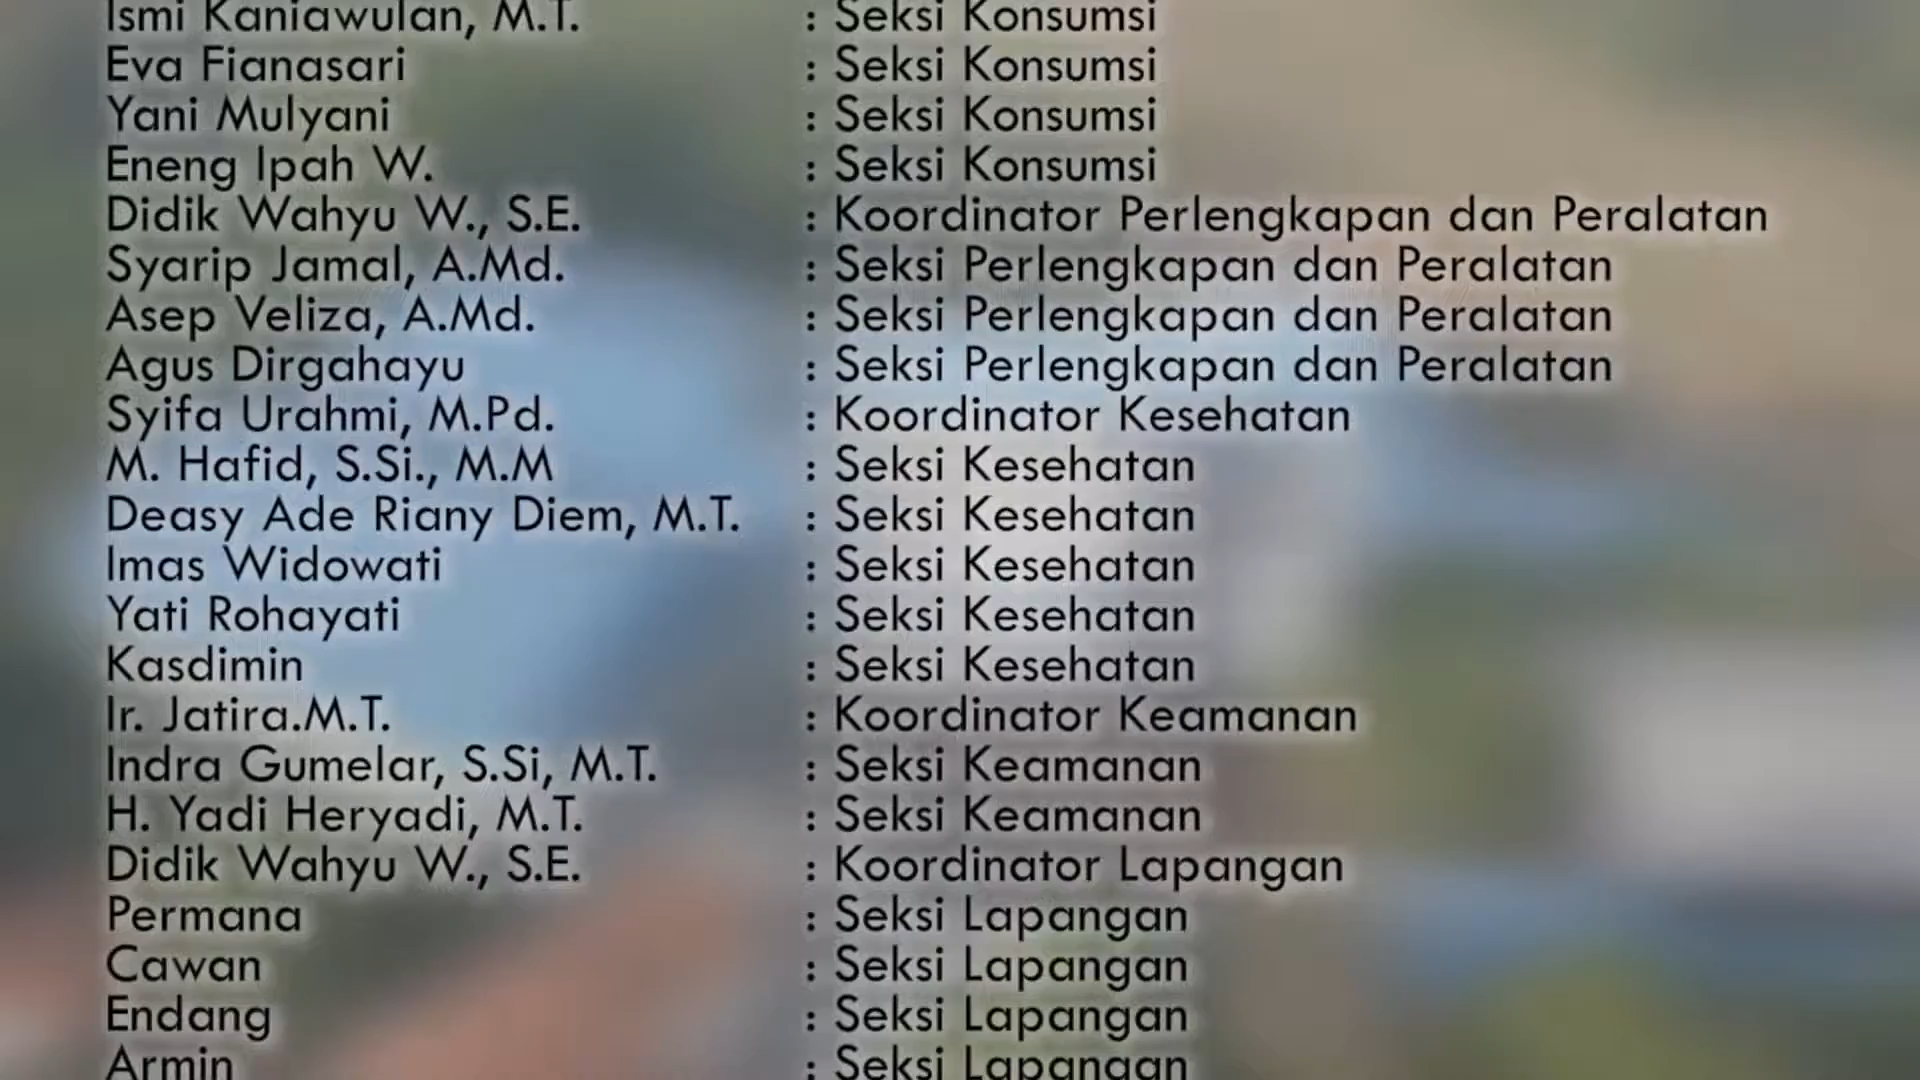 Ismi Kaniawulan, M.T. : Seksi Konsumsi
Eva Fianasari : Seksi Konsumsi
Yani Mulyani : Seksi Konsumsi
Eneng Ipah W. : Seksi Konsumsi
Didik Wahyu W., S.E. : Koordinator Perlengkapan dan Peralatan
Syarip Jamal, A.Md. : Seksi Perlengkapan dan Peralatan
Asep Veliza, A.Md. : Seksi Perlengkapan dan Peralatan
Agus Dirgahayu : Seksi Perlengkapan dan Peralatan
Syifa Urahmi, M.Pd. : Koordinator Kesehatan
M. Hafid, S.Si., M.M : Seksi Kesehatan
Deasy Ade Riany Diem, M.T. : Seksi Kesehatan
Imas Widowati : Seksi Kesehatan
Yati Rohayati : Seksi Kesehatan
Kasdimin : Seksi Kesehatan
Ir. Jatira.M.T. : Koordinator Keamanan
Indra Gumelar, S.Si, M.T. : Seksi Keamanan
H. Yadi Heryadi, M.T. : Seksi Keamanan
Didik Wahyu W., S.E. : Koordinator Lapangan
Permana : Seksi Lapangan
Cawan : Seksi Lapangan
Endang : Seksi Lapangan
Armin : Seksi Lapangan